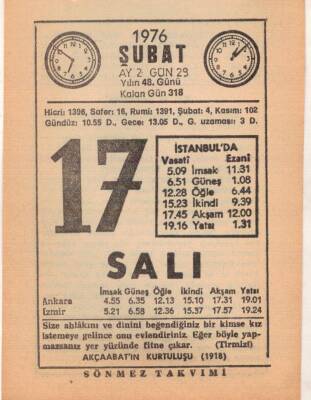 1976
ŞUBAT
AY 2 GÜN 29
Yılın 48. Günü
Kalan Gün 318
Hicri: 1396, Safer: 16, Rumi: 1391, Şubat: 4, Kasım: 102
Gündüz: 10.55 D., Gece: 13.05 D., G. uzaması: 3 D.
17
İSTANBUL'DA
Vasatî Ezanî
5.09 İmsak 11.31
6.51 Güneş 1.08
12.28 Öğle 6.44
15.23 İkindi 9.39
17.45 Akşam 12.00
19.16 Yatsı 1.31
SALI
İmsak Güneş Öğle İkindi Akşam Yatsı
Ankara 4.55 6.35 12.13 15.10 17.31 19.01
İzmir 5.21 6.58 12.36 15.37 17.57 19.24
Size ahlâkını ve dinini beğendiğiniz bir kimse kız
istemeye gelince onu evlendiriniz. Eğer böyle yap-
mazsanız yer yüzünde fitne çıkar. (Tirmizî)
AKÇAABAT'IN KURTULUŞU (1918)
SÖNMEZ TAKVİMİ